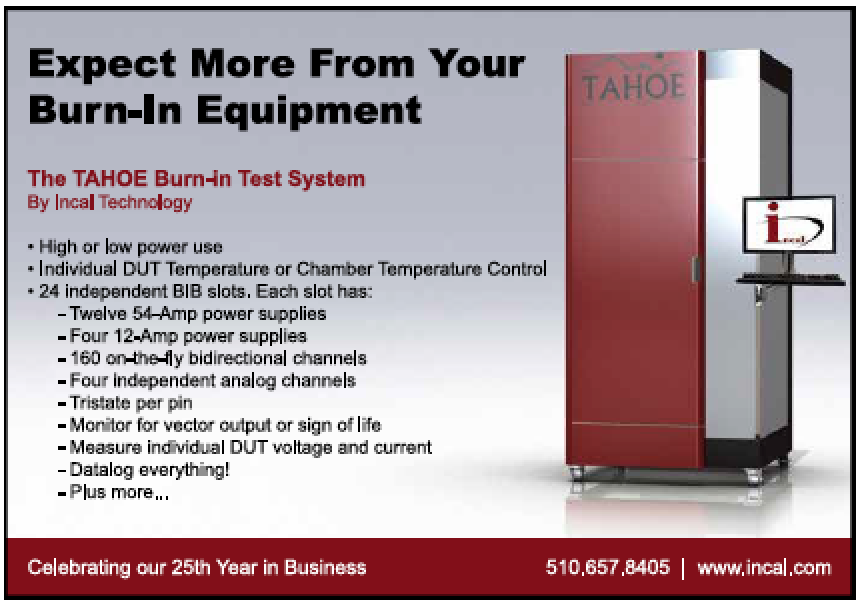 Expect More From Your
Burn-In Equipment
TAHOE
The TAHOE Burn-in Test System
By Incal Technology
• High or low power use
• Individual DUT Temperature or Chamber Temperature Control
• 24 independent BIB slots. Each slot has:
– Twelve 54-Amp power supplies
– Four 12-Amp power supplies
– 160 on-the-fly bidirectional channels
– Four independent analog channels
– Tristate per pin
– Monitor for vector output or sign of life
– Measure individual DUT voltage and current
– Datalog everything!
– Plus more...
incal
Celebrating our 25th Year in Business
510.657.8405 | www.incal.com